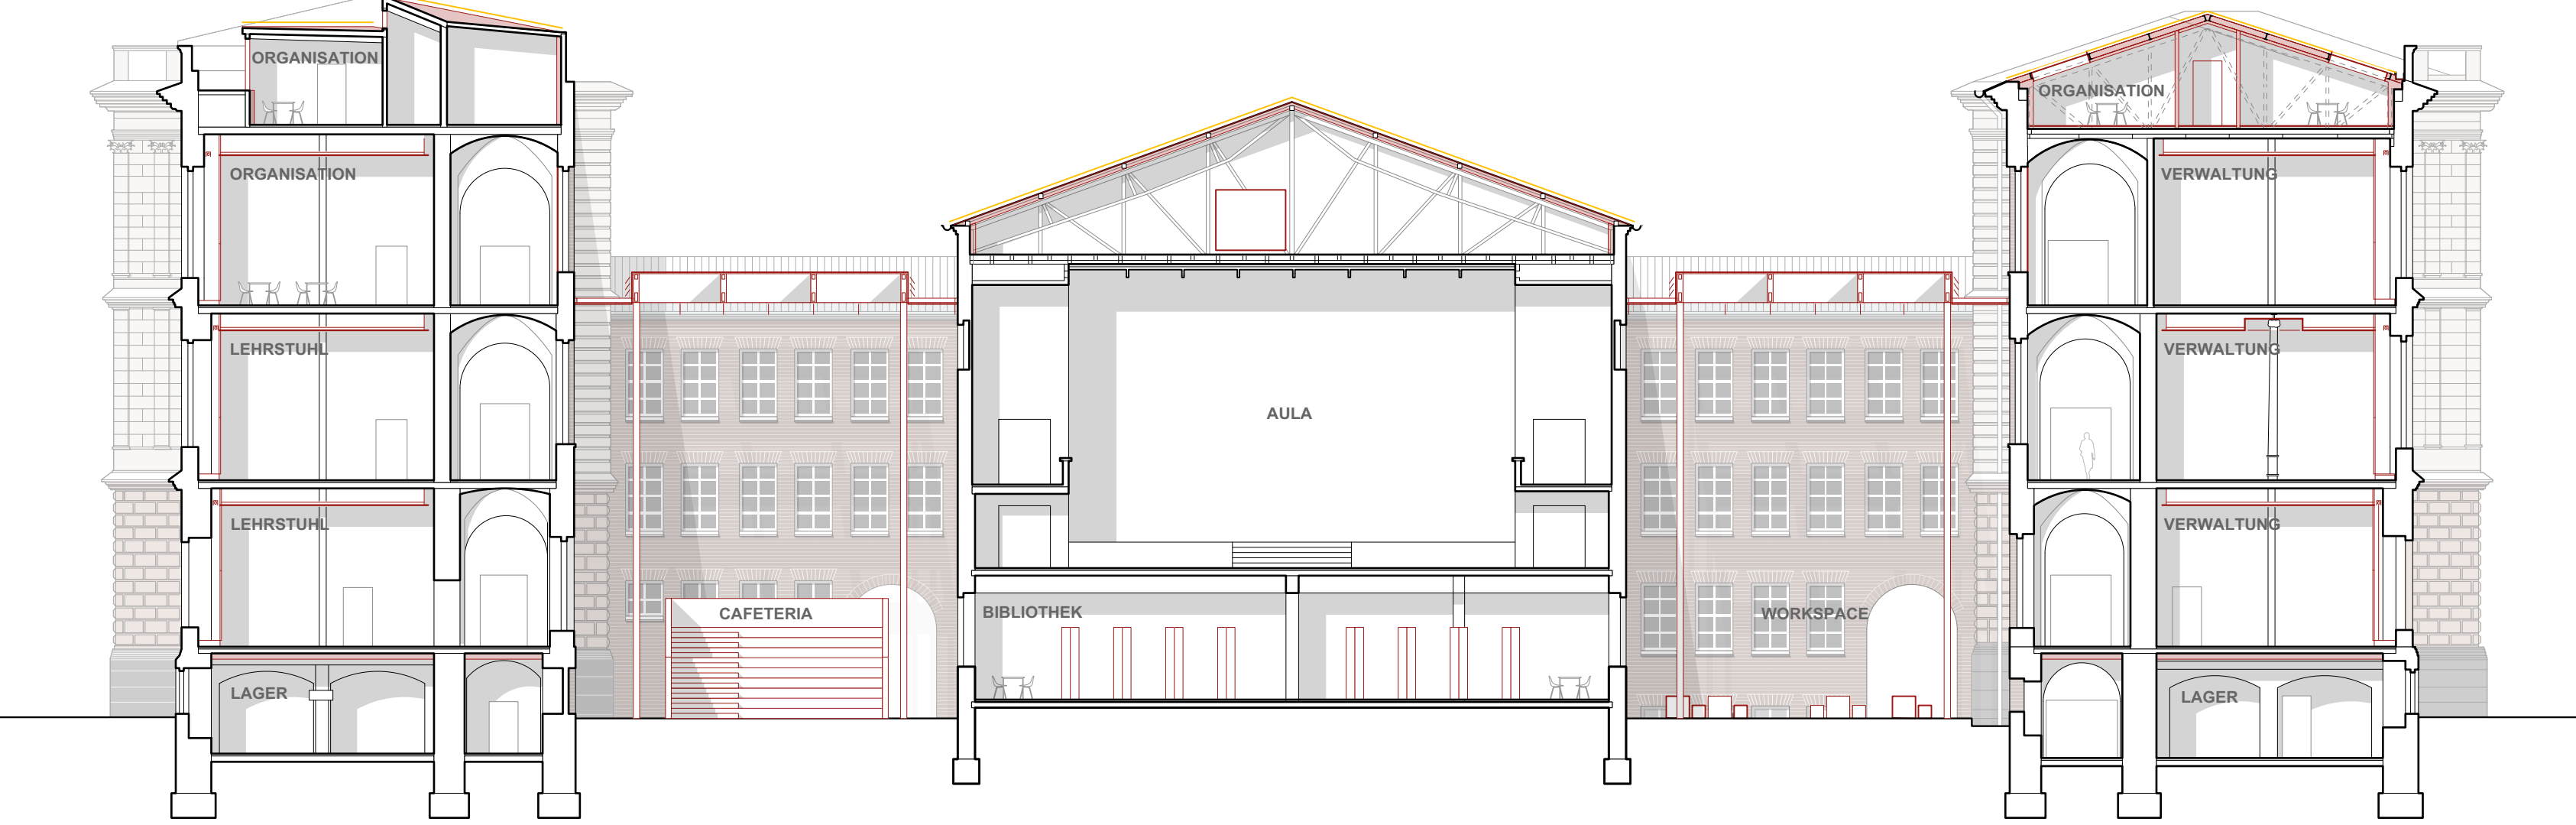 ORGANISATION
ORGANISATION
LEHRSTUHL
LEHRSTUHL
LAGER
CAFETERIA
AULA
BIBLIOTHEK
WORKSPACE
ORGANISATION
VERWALTUNG
VERWALTUNG
VERWALTUNG
LAGER